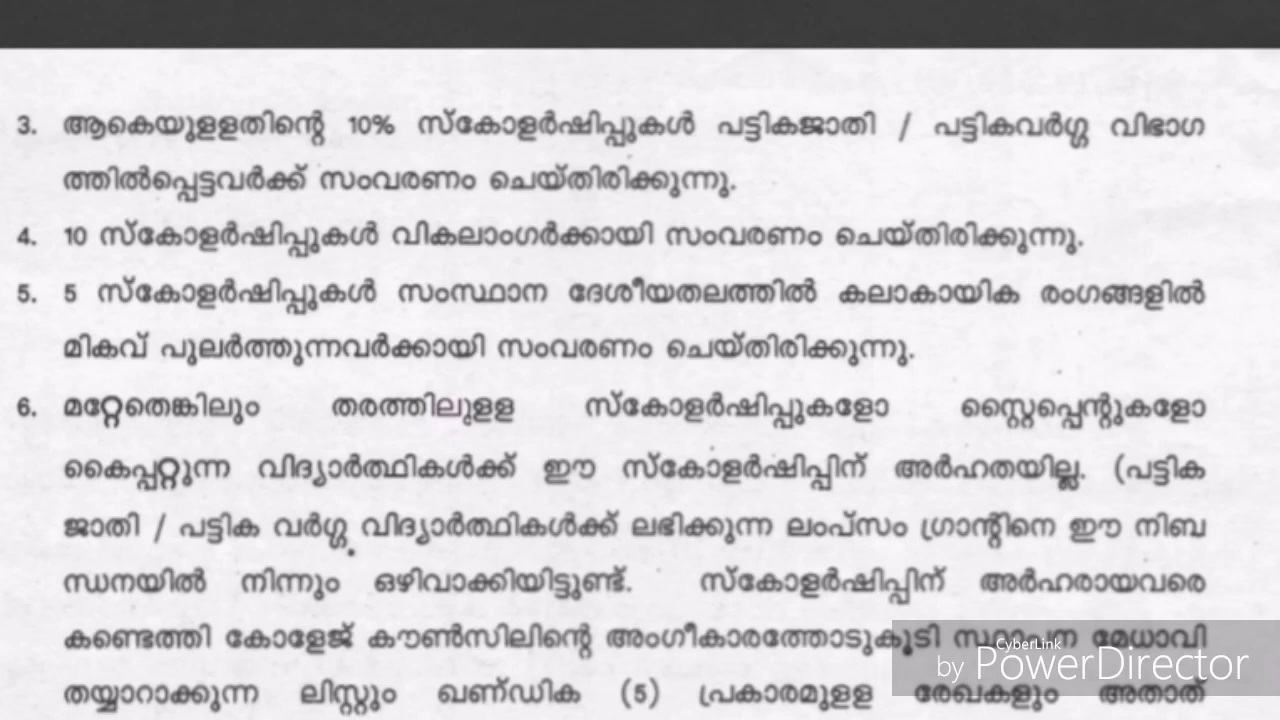 3. ആകെയുളളതിന്റെ 10% സ്കോളർഷിപ്പുകൾ പട്ടികജാതി / പട്ടികവർഗ്ഗ വിഭാഗ
ത്തിൽപ്പെട്ടവർക്ക് സംവരണം ചെയ്തിരിക്കുന്നു.
4. 10 സ്കോളർഷിപ്പുകൾ വികലാംഗർക്കായി സംവരണം ചെയ്തിരിക്കുന്നു.
5. 5 സ്കോളർഷിപ്പുകൾ സംസ്ഥാന ദേശീയതലത്തിൽ കലാകായിക രംഗങ്ങളിൽ
മികവ് പുലർത്തുന്നവർക്കായി സംവരണം ചെയ്തിരിക്കുന്നു.
6. മറ്റേതെങ്കിലും തരത്തിലുളള സ്കോളർഷിപ്പുകളോ സ്റ്റൈപ്പെന്റുകളോ
കൈപ്പറ്റുന്ന വിദ്യാർത്ഥികൾക്ക് ഈ സ്കോളർഷിപ്പിന് അർഹതയില്ല. (പട്ടിക
ജാതി / പട്ടിക വർഗ്ഗ വിദ്യാർത്ഥികൾക്ക് ലഭിക്കുന്ന ലംപ്സം ഗ്രാന്റിനെ ഈ നിബ
ന്ധനയിൽ നിന്നും ഒഴിവാക്കിയിട്ടുണ്ട്. സ്കോളർഷിപ്പിന് അർഹരായവരെ
കണ്ടെത്തി കോളേജ് കൗൺസിലിന്റെ അംഗീകാരത്തോടുകൂടി മേധാവി
തയ്യാറാക്കുന്ന ലിസ്റ്റും ഖണ്ഡിക (5) പ്രകാരമുളള രേഖകളും അതാത്
CyberLink
by PowerDirector